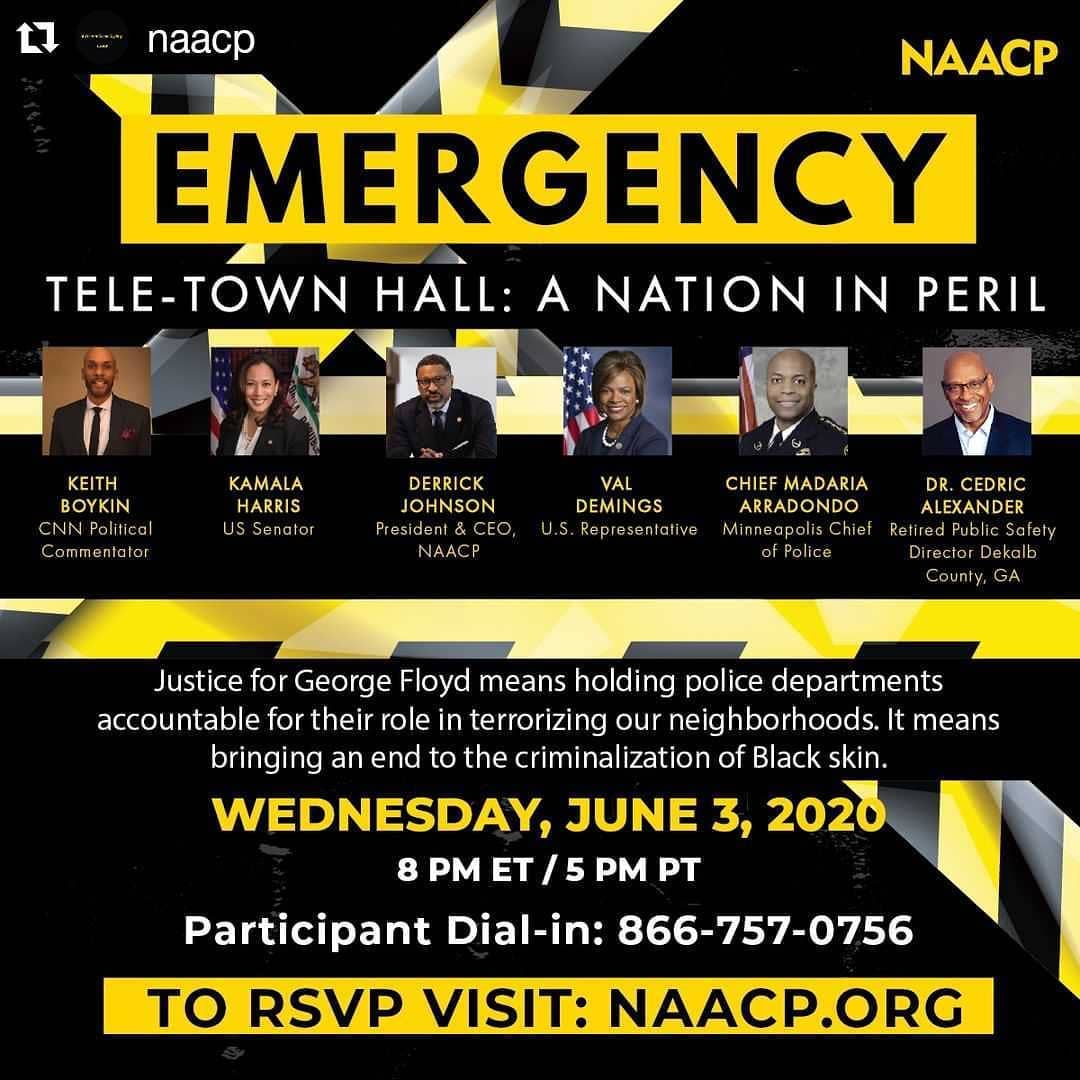 naacp
NAACP
EMERGENCY
TELE-TOWN HALL: A NATION IN PERIL
KEITH
BOYKIN
CNN Political
Commentator
KAMALA
HARRIS
US Senator
DERRICK
JOHNSON
President & CEO,
NAACP
VAL
DEMINGS
U.S. Representative
CHIEF MADARIA
ARRADONDO
Minneapolis Chief
of Police
DR. CEDRIC
ALEXANDER
Retired Public Safety
Director Dekalb
County, GA
Justice for George Floyd means holding police departments
accountable for their role in terrorizing our neighborhoods. It means
bringing an end to the criminalization of Black skin.
WEDNESDAY, JUNE 3, 2020
8 PM ET / 5 PM PT
Participant Dial-in: 866-757-0756
TO RSVP VISIT: NAACP.ORG